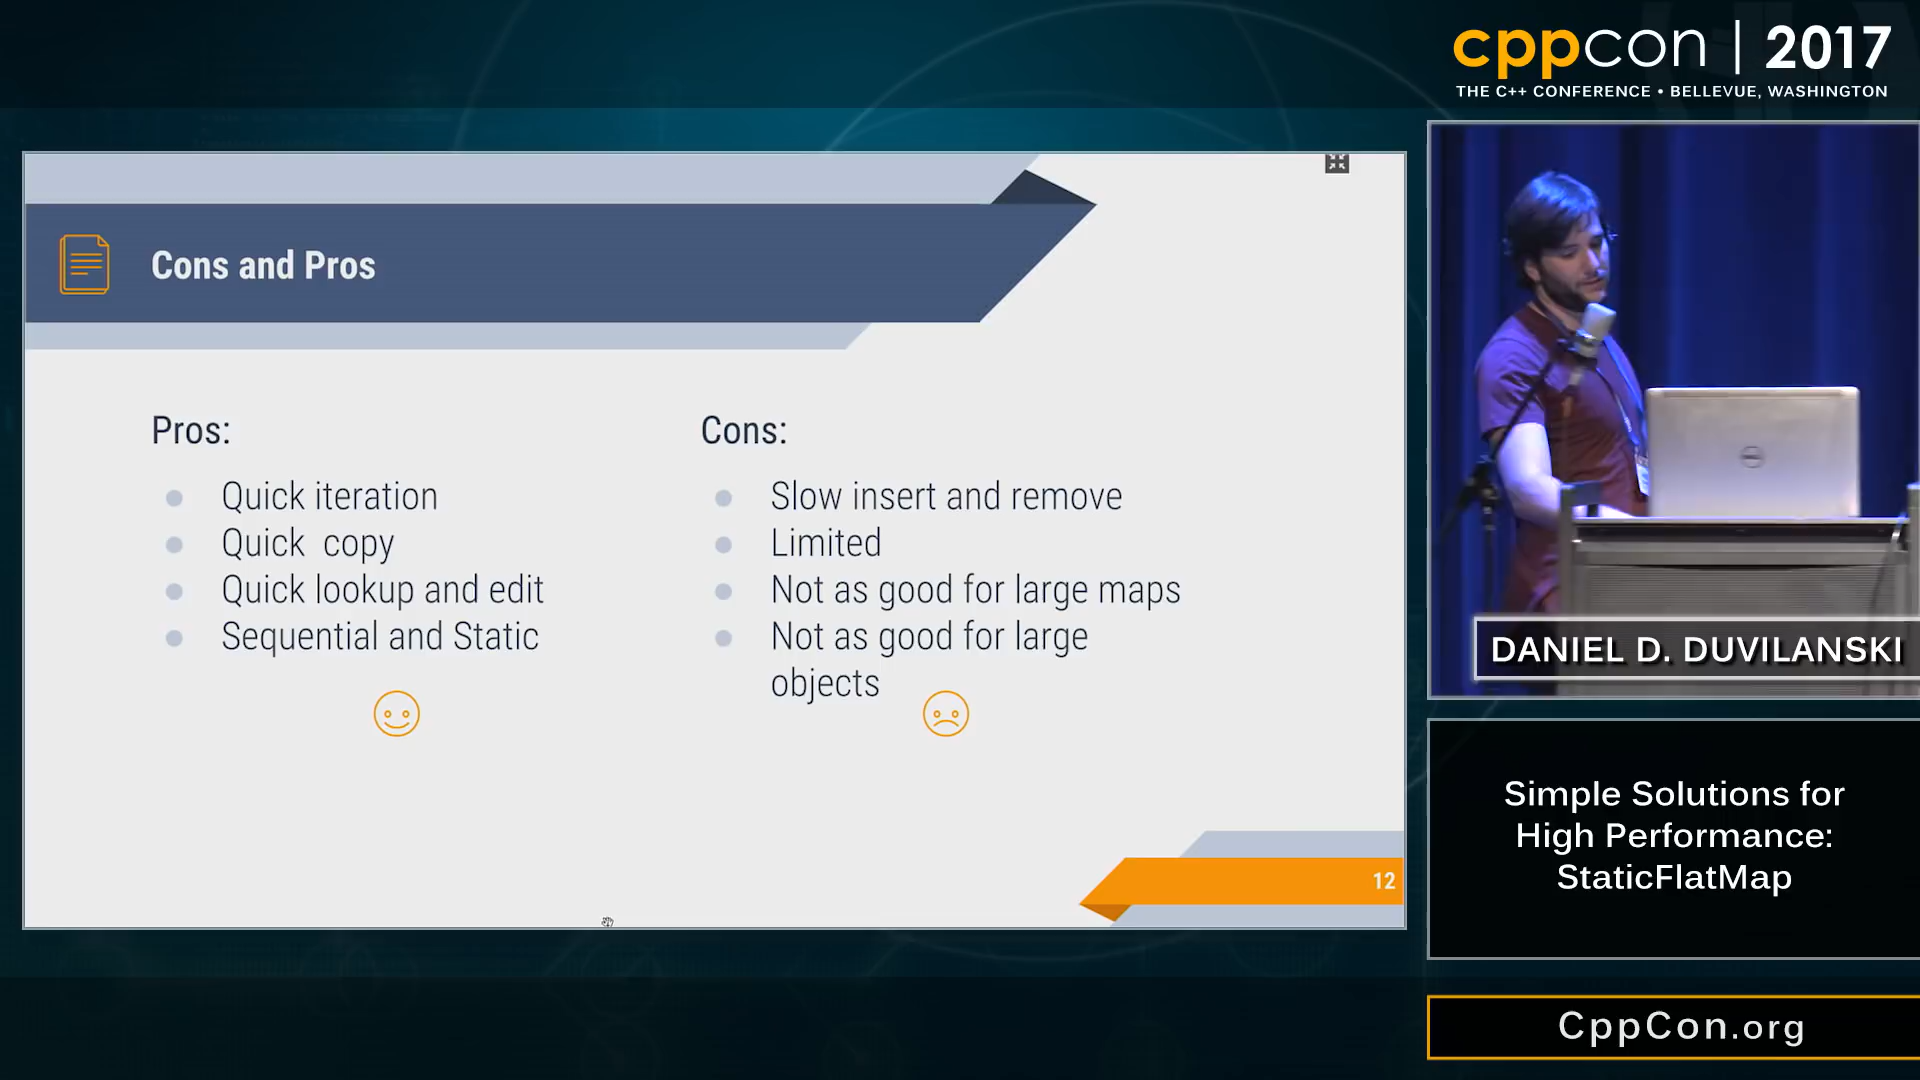 cppcon | 2017
THE C++ CONFERENCE • BELLEVUE, WASHINGTON
Cons and Pros
Pros:
Quick iteration
Quick  copy
Quick lookup and edit
Sequential and Static
Cons:
Slow insert and remove
Limited
Not as good for large maps
Not as good for large
objects
12
DANIEL D. DUVILANSKI
Simple Solutions for
High Performance:
StaticFlatMap
CppCon.org